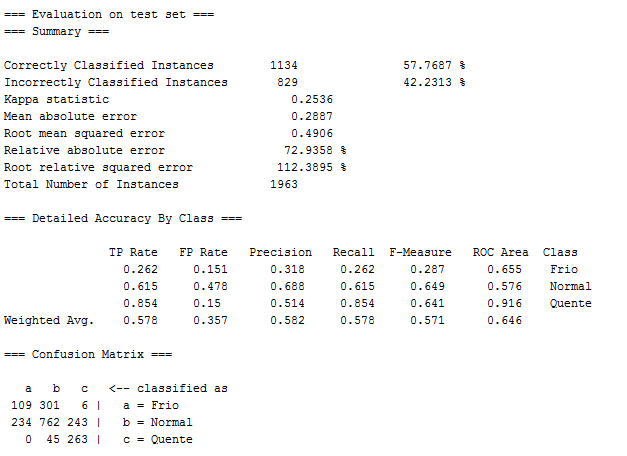 === Evaluation on test set ===
=== Summary ===
Correctly Classified Instances 1134 57.7687 %
Incorrectly Classified Instances 829 42.2313 %
Kappa statistic 0.2536
Mean absolute error 0.2887
Root mean squared error 0.4906
Relative absolute error 72.9358 %
Root relative squared error 112.3895 %
Total Number of Instances 1963
=== Detailed Accuracy By Class ===
TP Rate FP Rate Precision Recall F-Measure ROC Area Class
0.262 0.151 0.318 0.262 0.287 0.655 Frio
0.615 0.478 0.688 0.615 0.649 0.576 Normal
0.854 0.15 0.514 0.854 0.641 0.916 Quente
Weighted Avg. 0.578 0.357 0.582 0.578 0.571 0.646
=== Confusion Matrix ===
a b c <-- classified as
109 301 6 | a = Frio
234 762 243 | b = Normal
0 45 263 | c = Quente